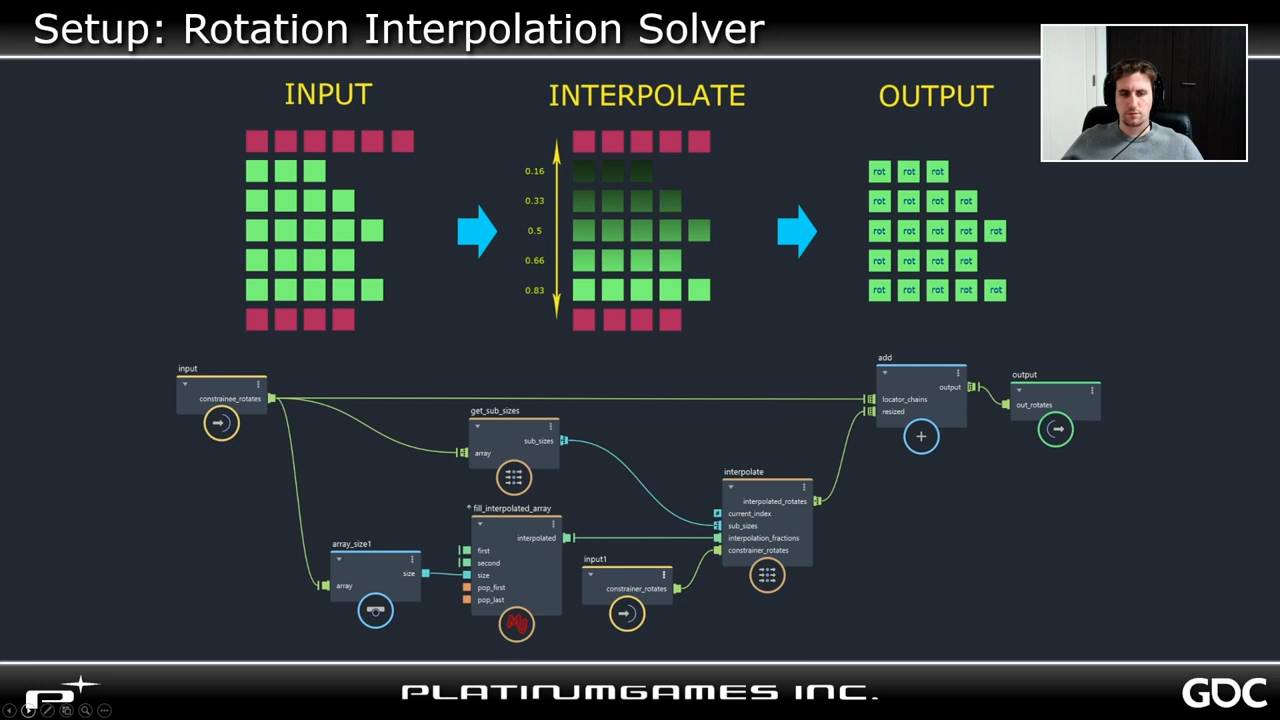 Setup: Rotation Interpolation Solver
INPUT
INTERPOLATE
OUTPUT
0.16
0.33
0.5
0.66
0.83
rot rot rot
rot rot rot rot
rot rot rot rot rot
rot rot rot rot
rot rot rot rot rot
input
constrainee_rotates
get_sub_sizes
sub_sizes
array
array_size1
size
array
fill_interpolated_array
interpolated
first
second
size
pop_first
pop_last
input1
constrainer_rotates
interpolate
interpolated_rotates
current_index
sub_sizes
interpolation_fractions
constrainer_rotates
add
output
locator_chains
resized
output
out_rotates
PLATINUMGAMES INC.
GDC